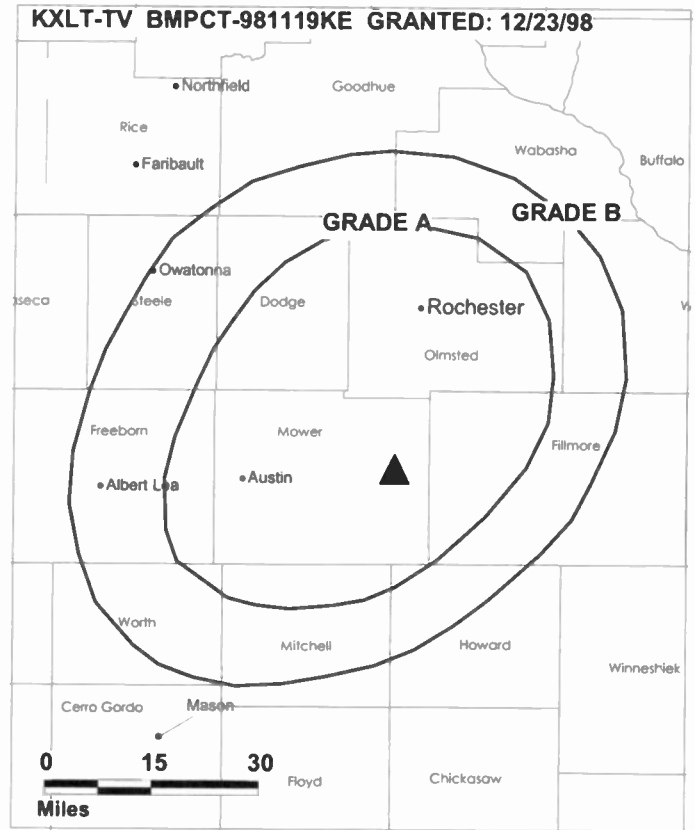 KXLT-TV BMPCT-981119KE GRANTED: 12/23/98
Northfield
Goodhue
Rice
Faribault
Wabasha
Buffalo
GRADE A
GRADE B
Owatonna
seca
Steele
Dodge
Rochester
W
Olmsted
Freeborn
Mower
Fillmore
Albert Lea
Austin
Worth
Mitchell
Howard
Winneshiek
Cerro Gordo
Mason
0 15 30
Miles
Floyd
Chickasaw